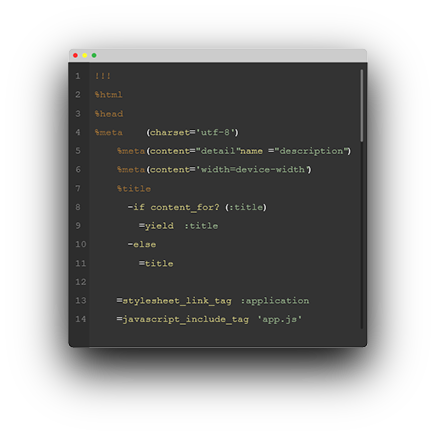 1 !!!
2 %html
3 %head
4 %meta (charset='utf-8')
5 %meta(content="detail"name ="description")
6 %meta(content='width=device-width')
7 %title
8 -if content_for? (:title)
9 =yield :title
10 -else
11 =title
12
13 =stylesheet_link_tag :application
14 =javascript_include_tag 'app.js'